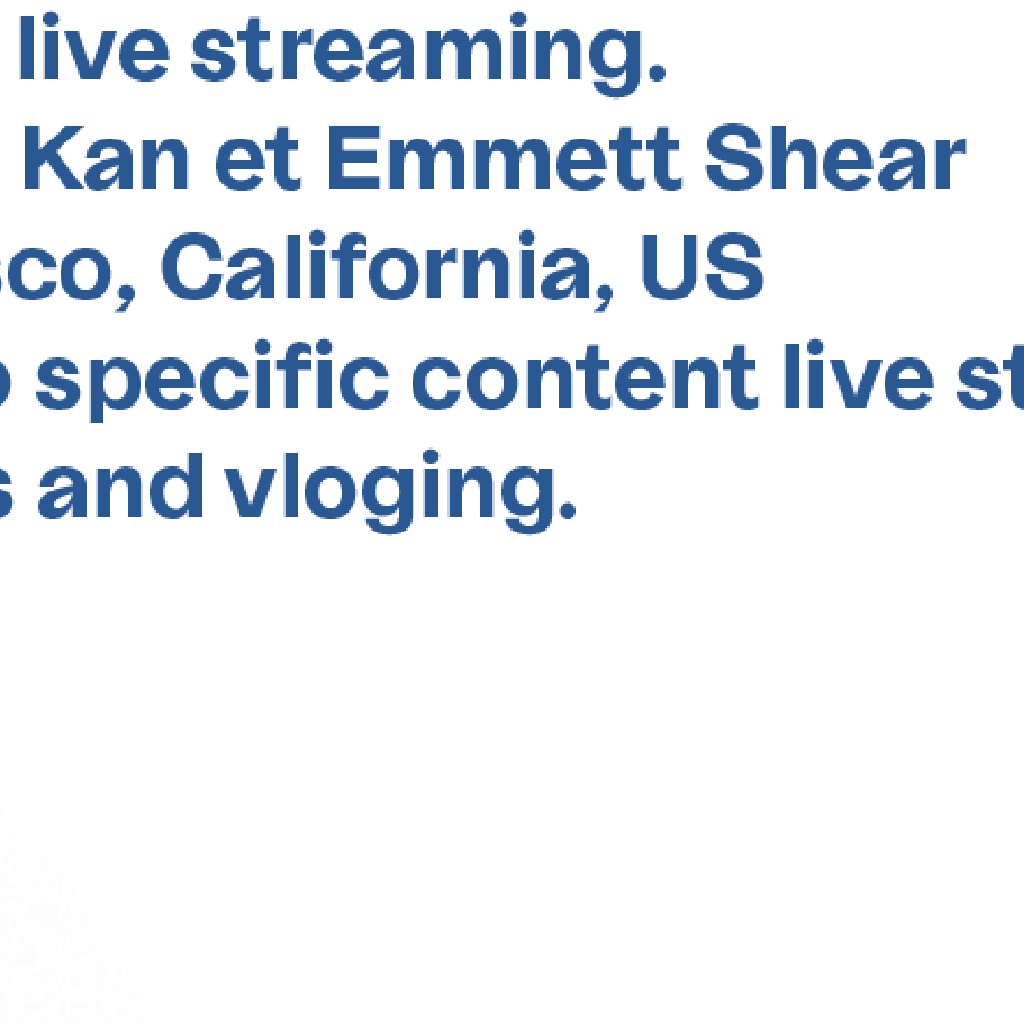 live streaming.
Kan et Emmett Shear
sco, California, US
specific content live st
s and vloging.